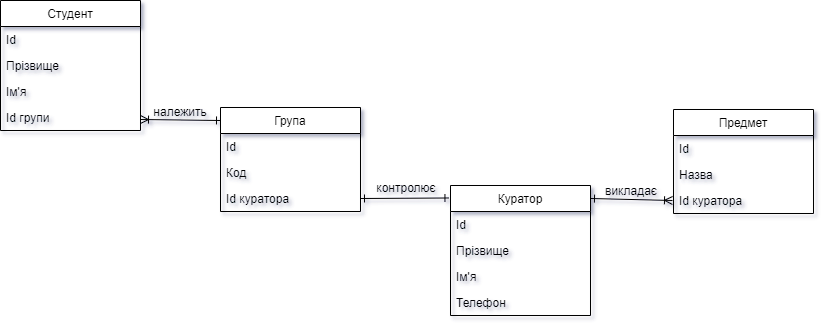 Студент
Id
Прізвище
Ім'я
Id групи
належить
Група
Id
Код
Id куратора
контролює
Куратор
Id
Прізвище
Ім'я
Телефон
викладає
Предмет
Id
Назва
Id куратора